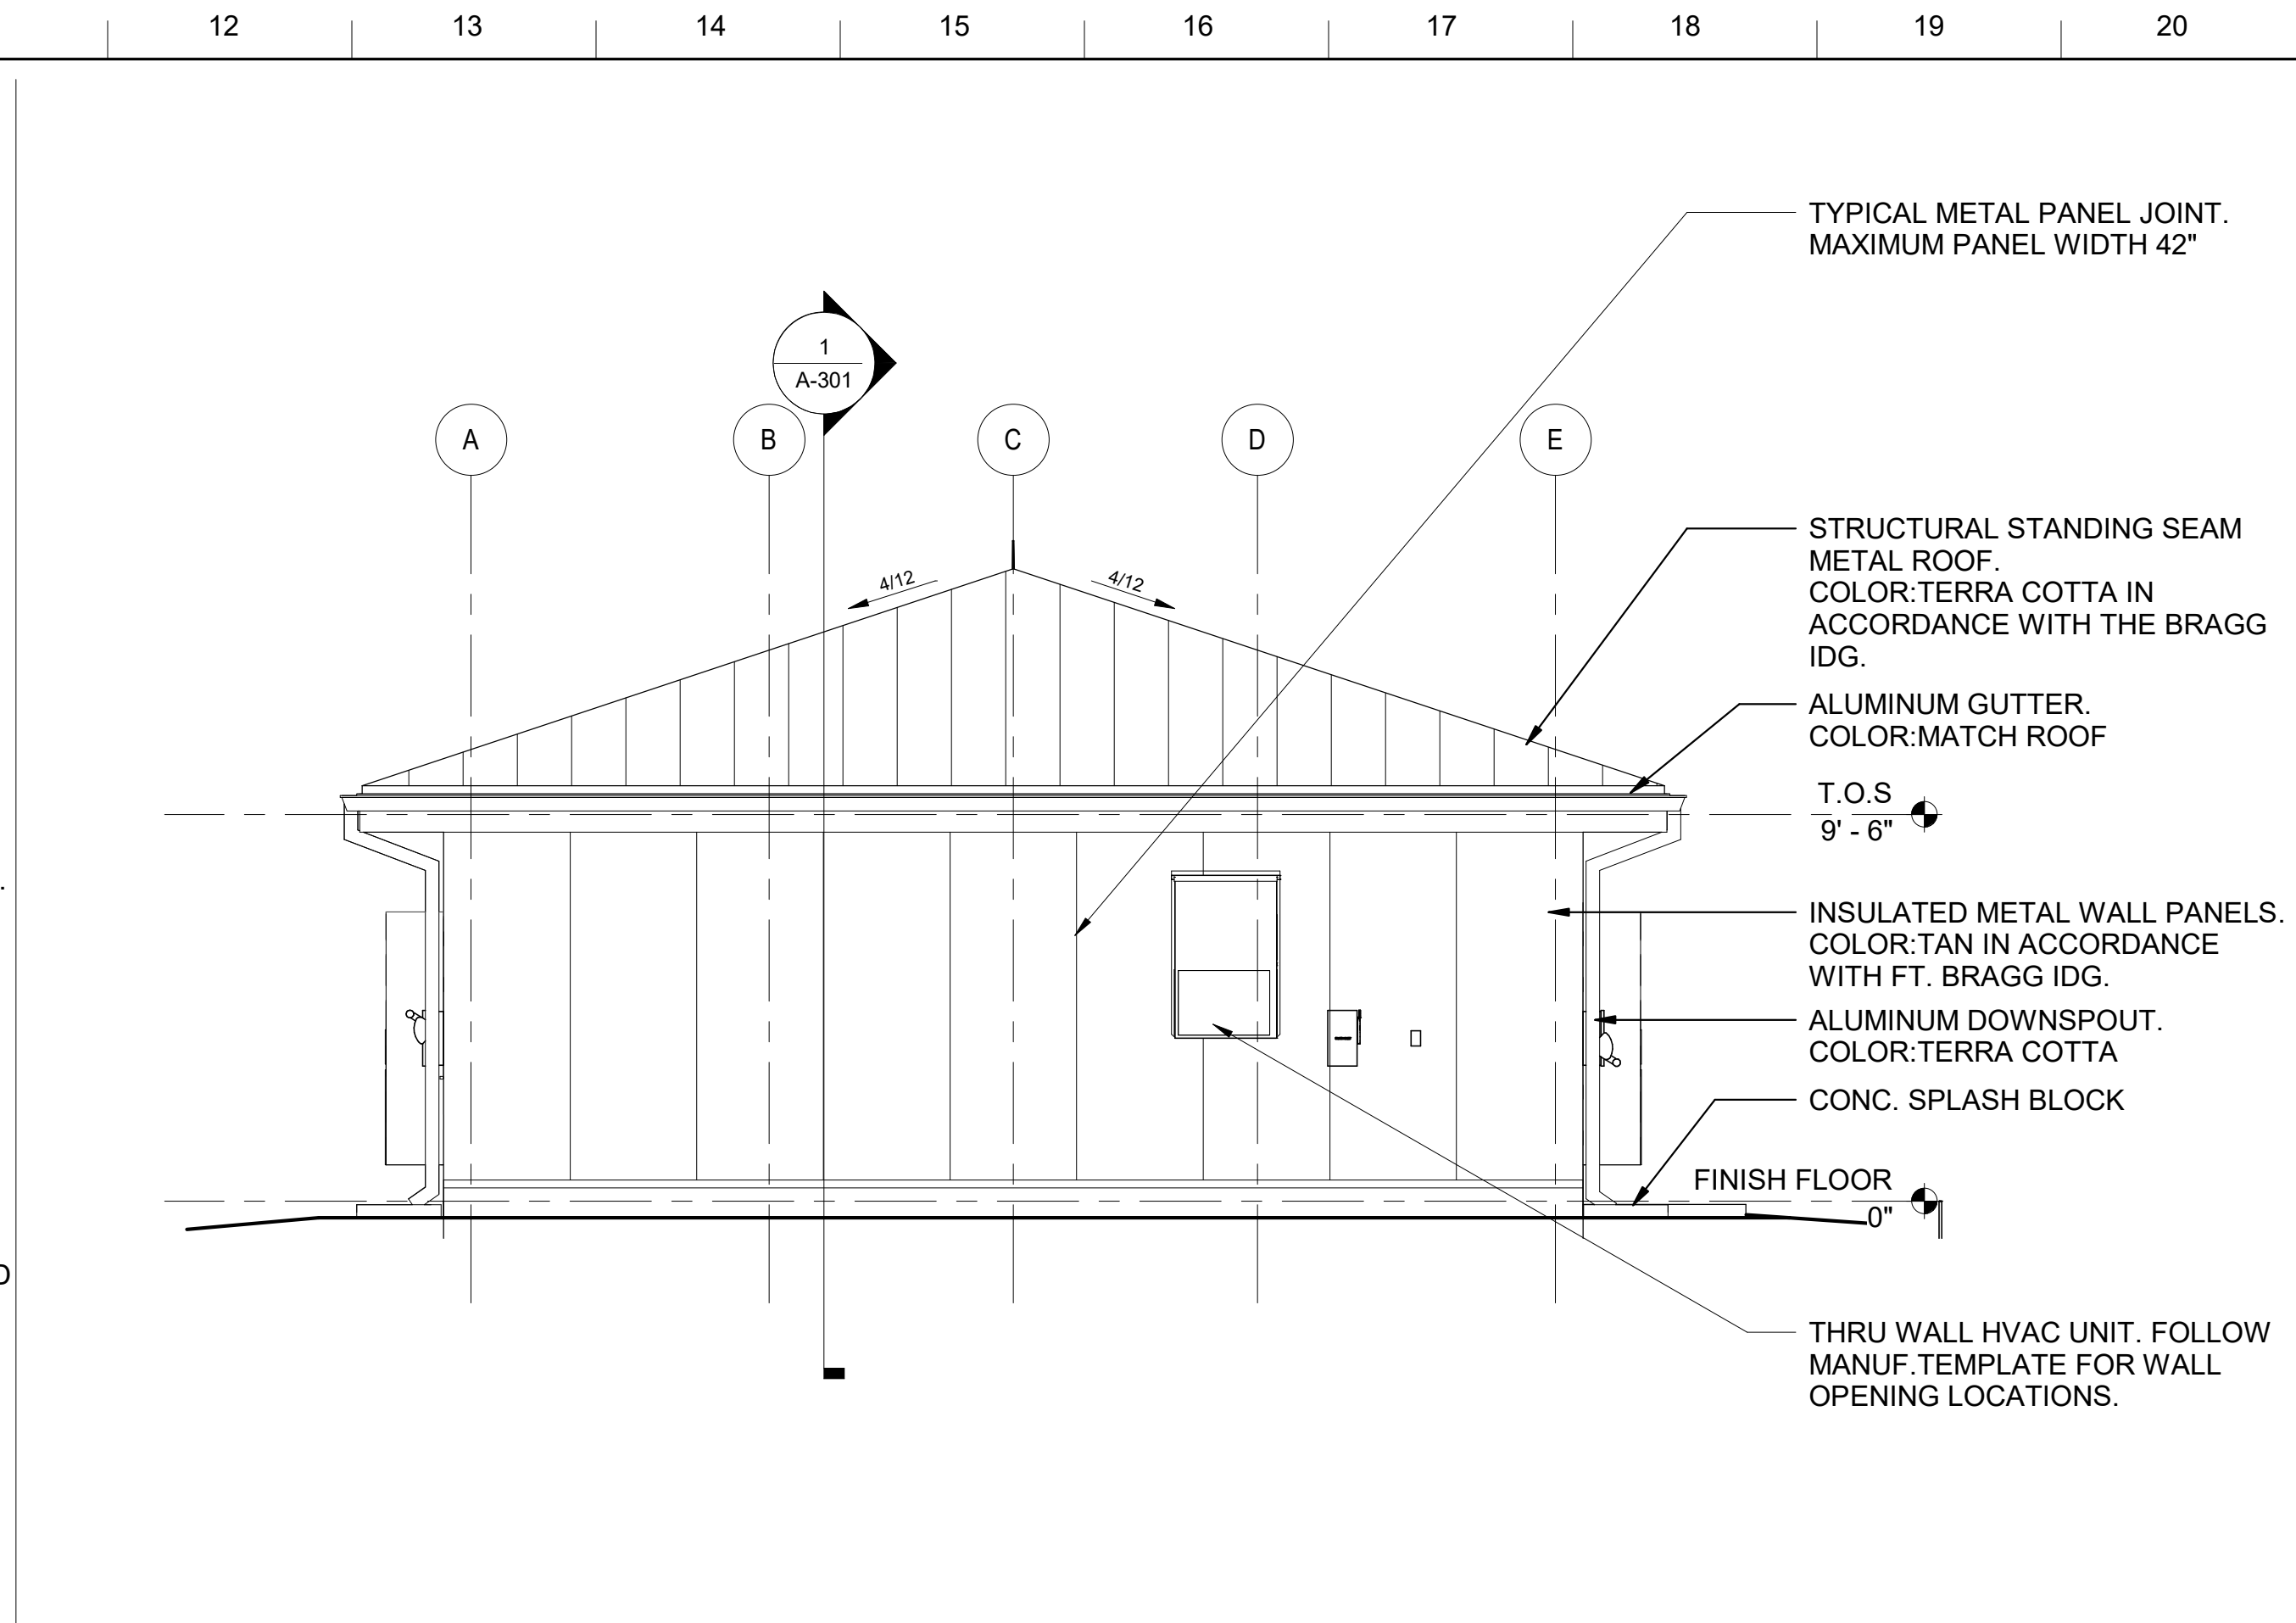 12 13 14 15 16 17 18 19 20
TYPICAL METAL PANEL JOINT.
MAXIMUM PANEL WIDTH 42"
1
A-301
A B C D E
4/12 4/12
STRUCTURAL STANDING SEAM
METAL ROOF.
COLOR:TERRA COTTA IN
ACCORDANCE WITH THE BRAGG
IDG.
ALUMINUM GUTTER.
COLOR:MATCH ROOF
T.O.S
9' - 6"
INSULATED METAL WALL PANELS.
COLOR:TAN IN ACCORDANCE
WITH FT. BRAGG IDG.
ALUMINUM DOWNSPOUT.
COLOR:TERRA COTTA
CONC. SPLASH BLOCK
FINISH FLOOR
0"
THRU WALL HVAC UNIT. FOLLOW
MANUF.TEMPLATE FOR WALL
OPENING LOCATIONS.